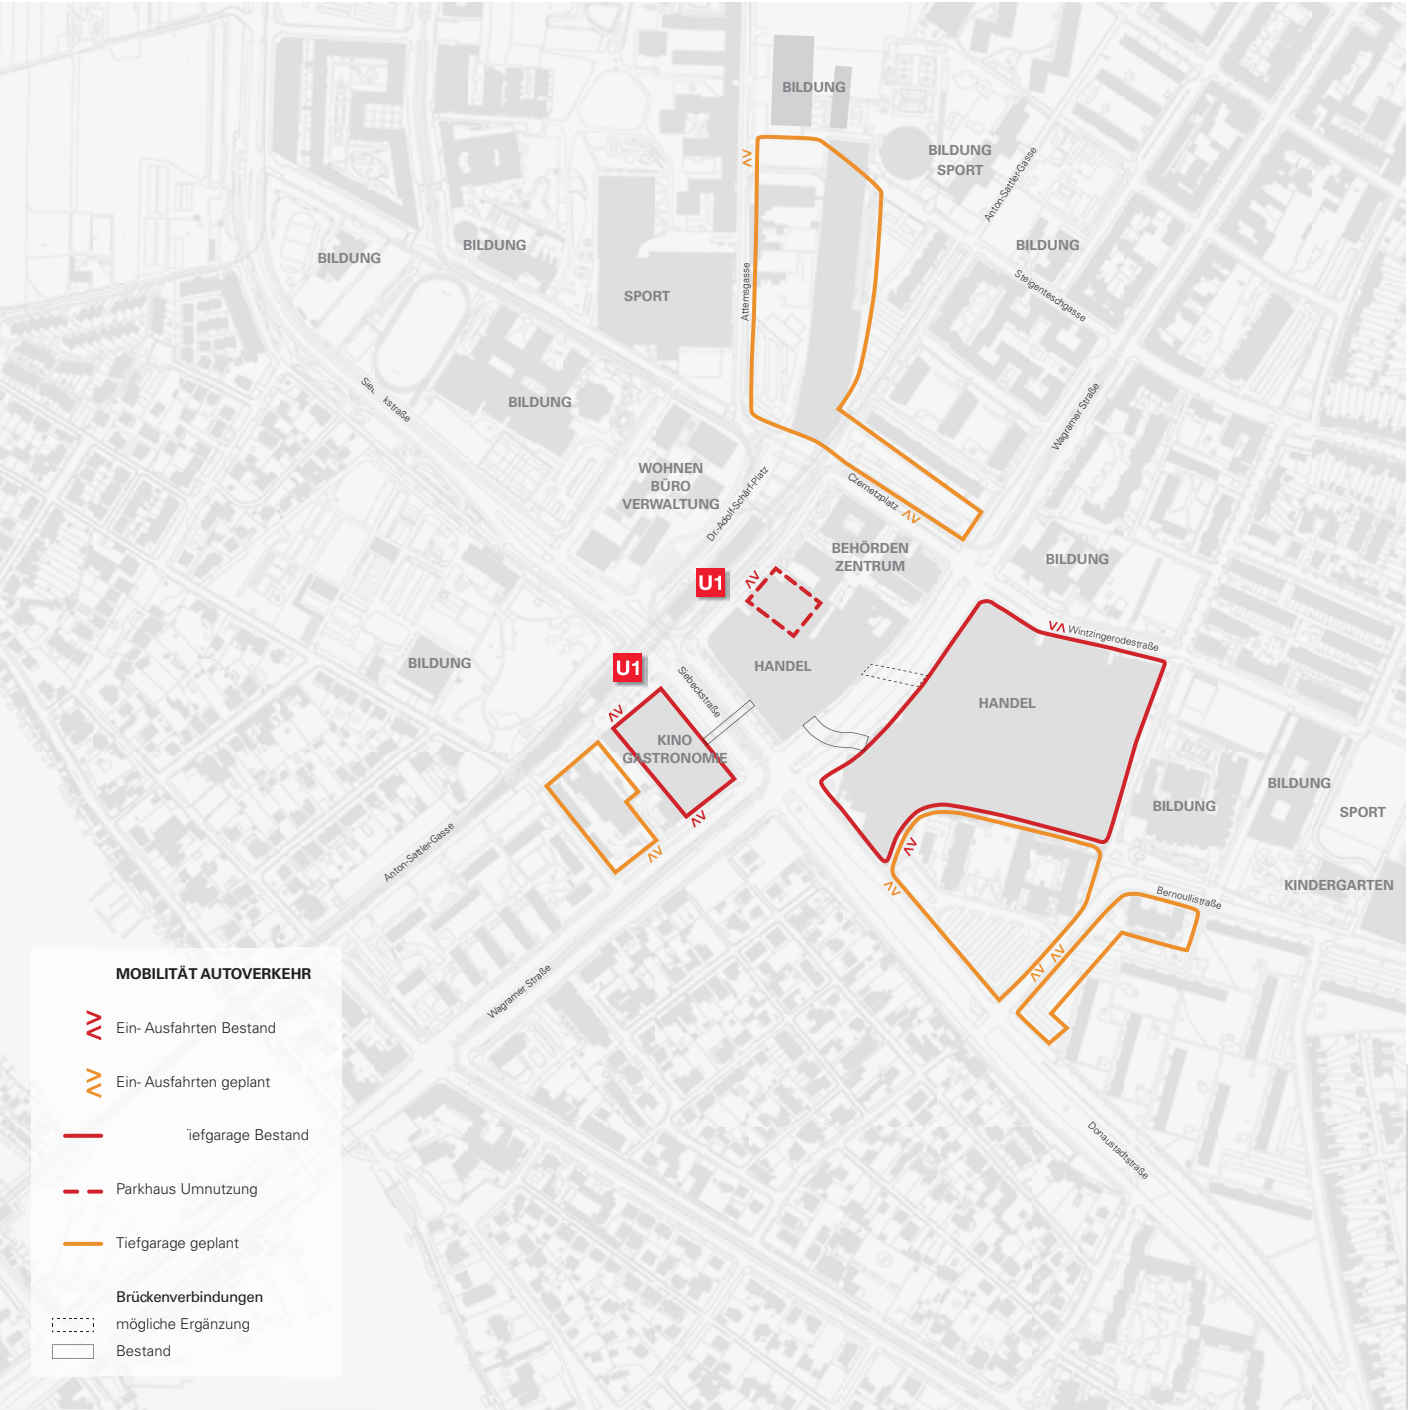 BILDUNG
BILDUNG
SPORT
Anton-Sattler-Gasse
BILDUNG
BILDUNG
BILDUNG
Steigenteschgasse
SPORT
Attemsgasse
BILDUNG
kstraße
Wagramer Straße
WOHNEN
BÜRO
VERWALTUNG
Dr.-Adolf-Schärf-Platz
Czernetzplatz
BEHÖRDEN
ZENTRUM
BILDUNG
U1
Wintzingerodestraße
BILDUNG
U1
HANDEL
Siebeckstraße
HANDEL
KINO
GASTRONOMIE
BILDUNG
BILDUNG
SPORT
Anton-Sattler-Gasse
KINDERGARTEN
Bernoullistraße
Wagramer Straße
Donaustadtstraße
MOBILITÄT AUTOVERKEHR
Ein- Ausfahrten Bestand
Ein- Ausfahrten geplant
iefgarage Bestand
Parkhaus Umnutzung
Tiefgarage geplant
Brückenverbindungen
mögliche Ergänzung
Bestand